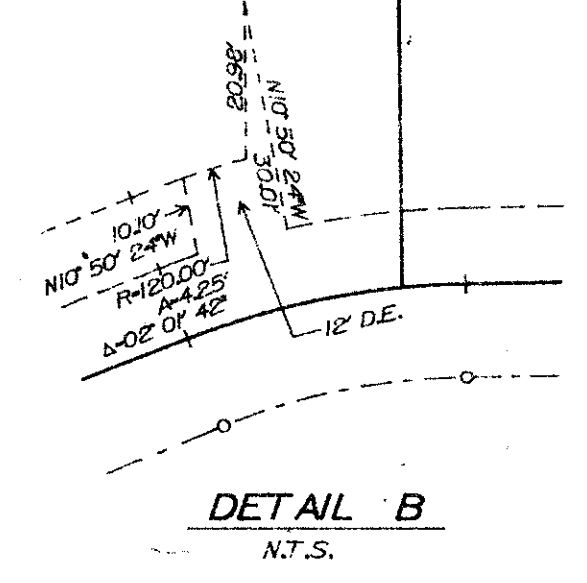 20.98'
N10° 50' 24"W
30.01'
10.10'
N10° 50' 24"W
R=120.00'
A=4.25'
Δ=02° 01' 42"
12' D.E.
DETAIL B
N.T.S.